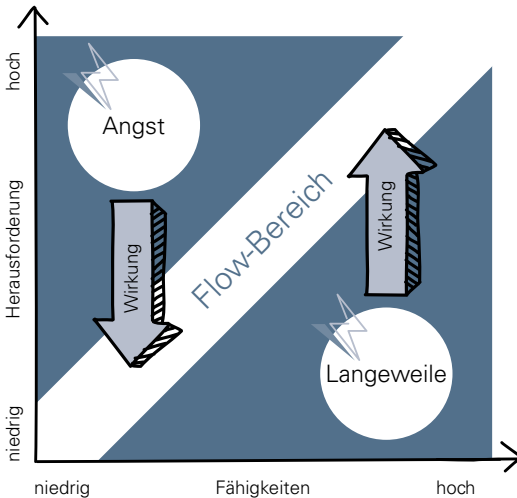 hoch
Angst
Herausforderung
Flow-Bereich
Wirkung
Wirkung
Langeweile
niedrig
niedrig
Fähigkeiten
hoch